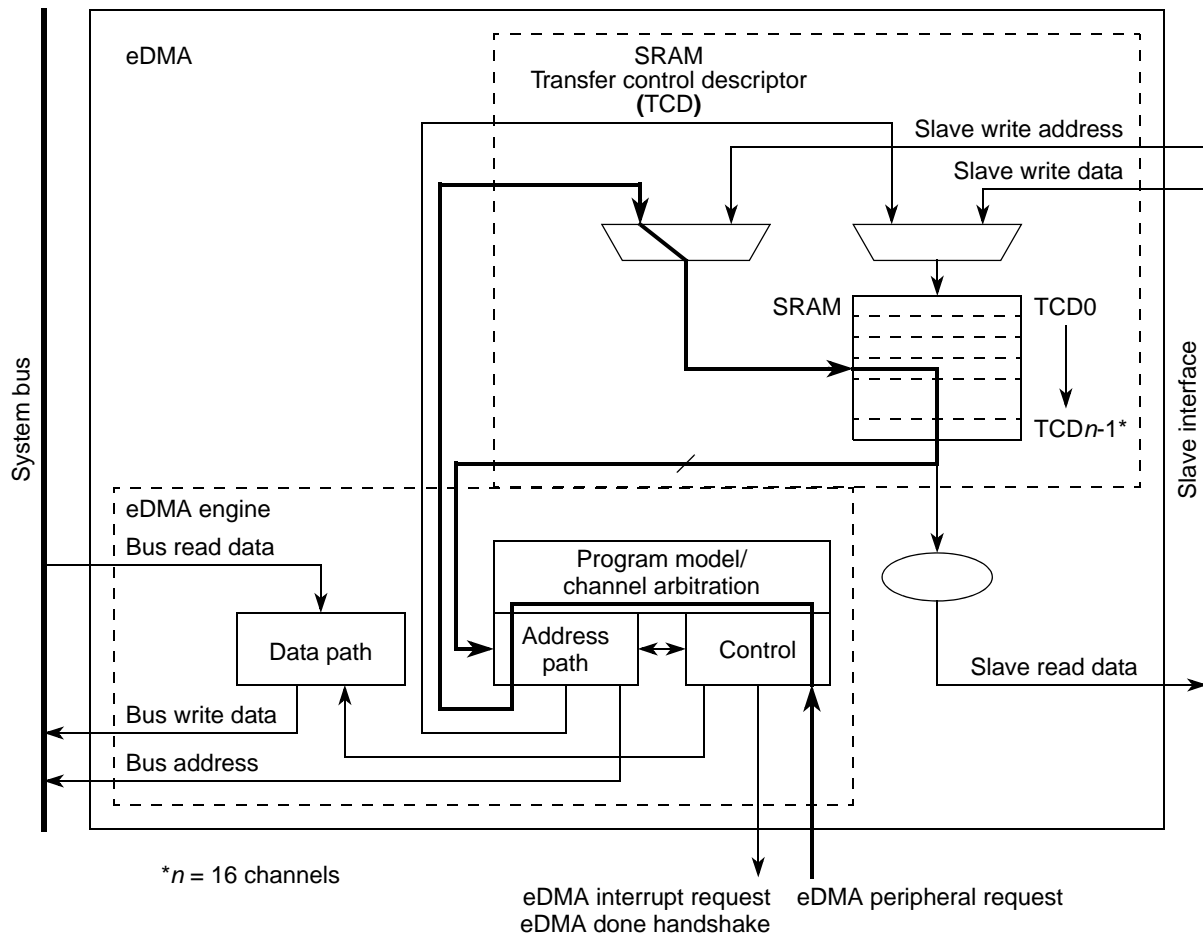 eDMA
SRAM
Transfer control descriptor
(TCD)
Slave write address
Slave write data
SRAM
TCD0
TCDn-1*
System bus
Slave interface
eDMA engine
Bus read data
Program model/
channel arbitration
Data path
Address
path
Control
Slave read data
Bus write data
Bus address
*n = 16 channels
eDMA interrupt request
eDMA done handshake
eDMA peripheral request